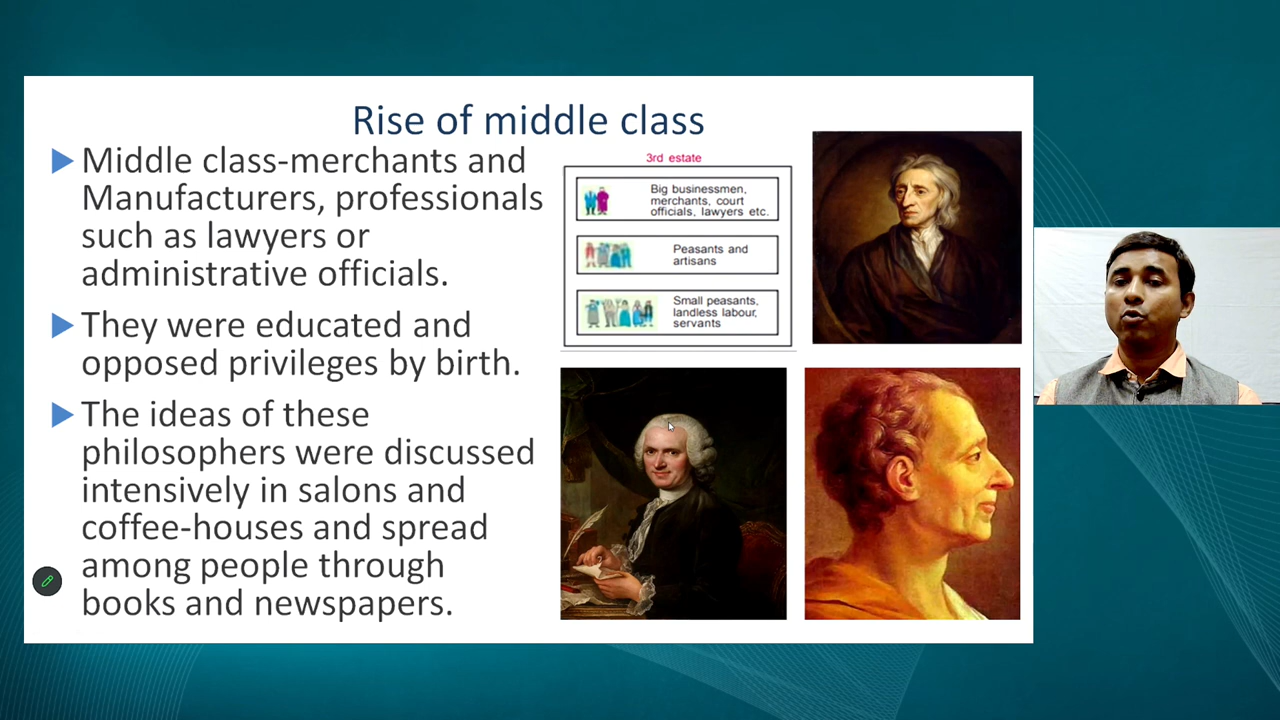 Rise of middle class
Middle class-merchants and
Manufacturers, professionals
such as lawyers or
administrative officials.
They were educated and
opposed privileges by birth.
The ideas of these
philosophers were discussed
intensively in salons and
coffee-houses and spread
among people through
books and newspapers.
3rd estate
Big businessmen,
merchants, court
officials, lawyers etc.
Peasants and
artisans
Small peasants,
landless labour,
servants